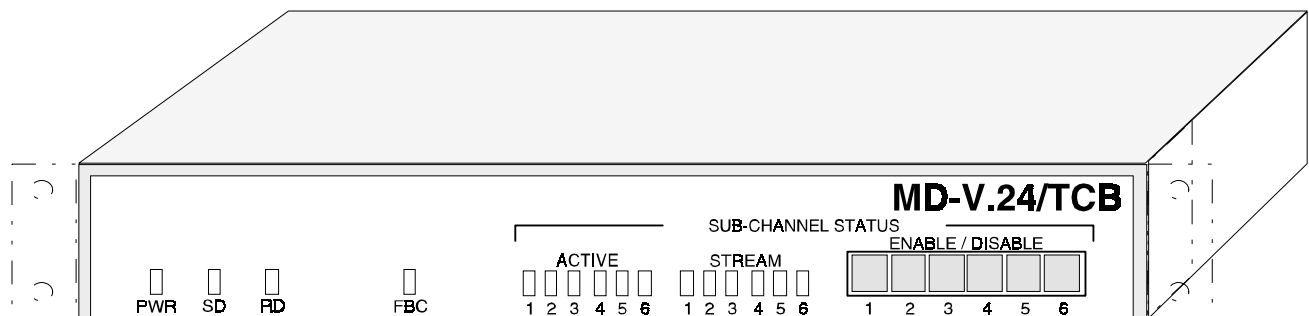 MD-V.24/TCB
SUB-CHANNEL STATUS
ACTIVE STREAM ENABLE / DISABLE
PWR SD RD FBC 1 2 3 4 5 6 1 2 3 4 5 6 1 2 3 4 5 6